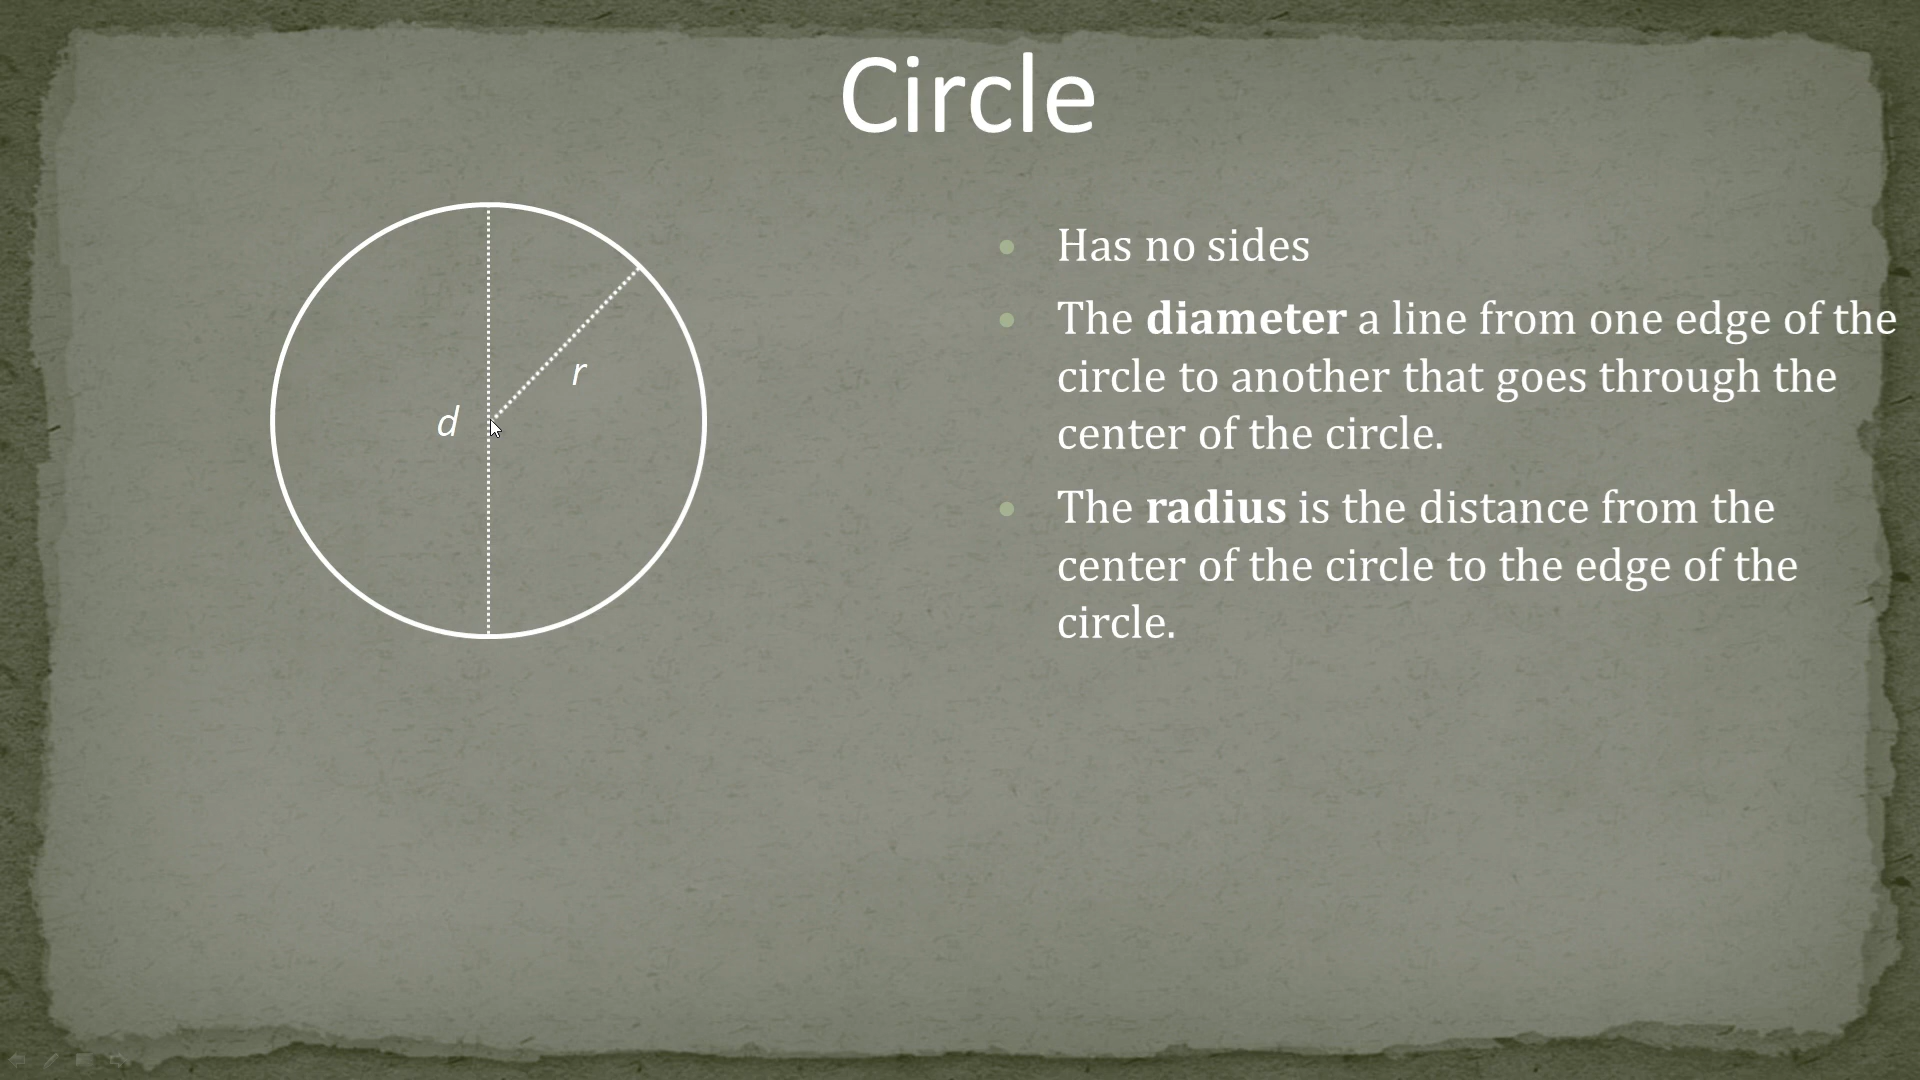 Circle
d
r
Has no sides
The diameter a line from one edge of the
circle to another that goes through the
center of the circle.
The radius is the distance from the
center of the circle to the edge of the
circle.